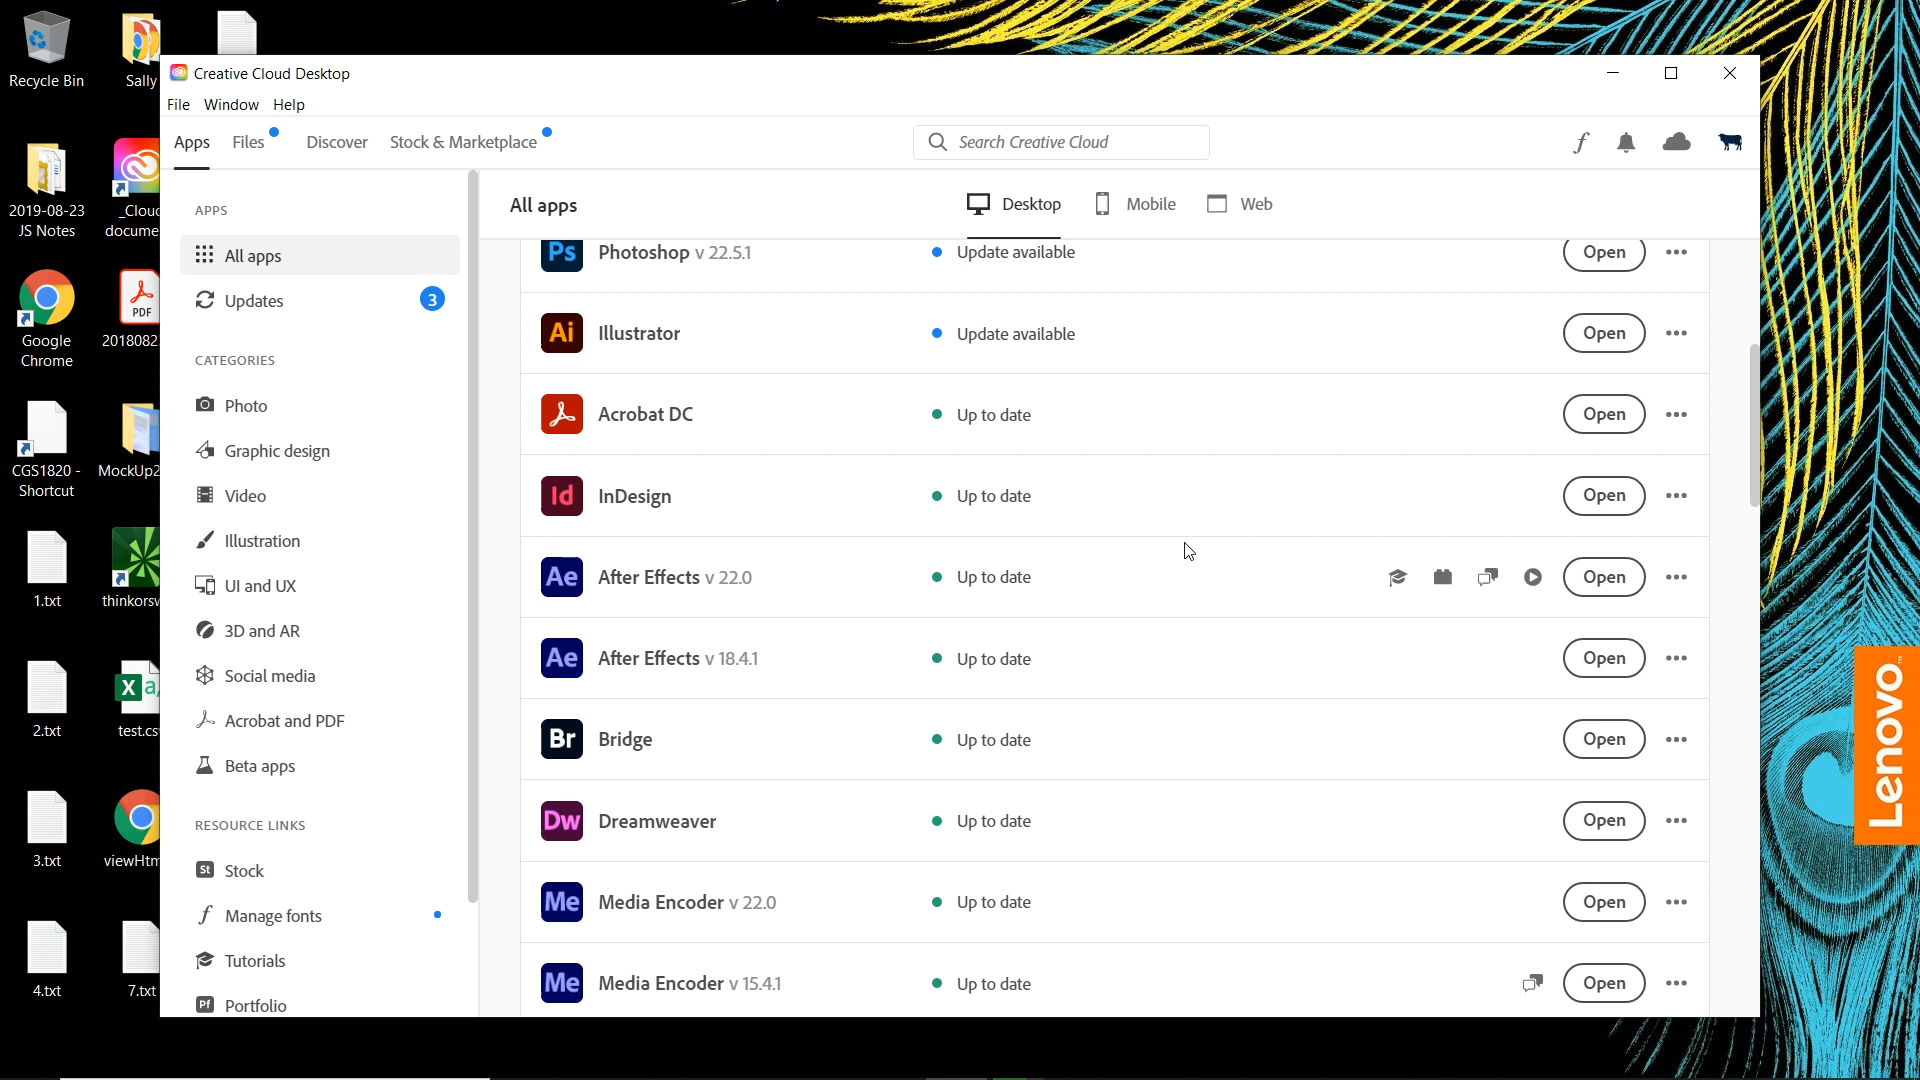 Recycle Bin
Sally
2019-08-23
JS Notes
_Clou
docume
Google
Chrome
2018082
PDF
CGS1820 -
Shortcut
MockUp2
1.txt
thinkorsw
2.txt
test.cs
X a,
3.txt
viewHtm
4.txt
7.txt
Creative Cloud Desktop
File Window Help
Apps Files Discover Stock & Marketplace
Search Creative Cloud
APPS
All apps
Updates 3
CATEGORIES
Photo
Graphic design
Video
Illustration
UI and UX
3D and AR
Social media
Acrobat and PDF
Beta apps
RESOURCE LINKS
St Stock
Manage fonts
Tutorials
Pf Portfolio
All apps
Desktop Mobile Web
Ps Photoshop v 22.5.1 Update available Open
Ai Illustrator Update available Open
Acrobat DC Up to date Open
Id InDesign Up to date Open
Ae After Effects v 22.0 Up to date Open
Ae After Effects v 18.4.1 Up to date Open
Br Bridge Up to date Open
Dw Dreamweaver Up to date Open
Me Media Encoder v 22.0 Up to date Open
Me Media Encoder v 15.4.1 Up to date Open
Lenovo™